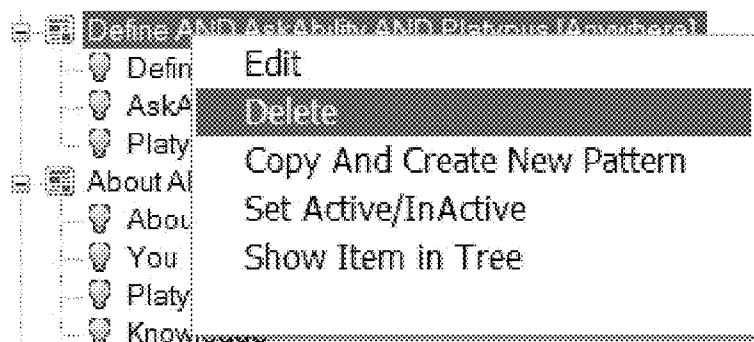 Define AND AskAbility AND Platypus [Anywhere]
Defin
AskA
Platy
About Al
Abou
You
Platy
Know
Edit
Delete
Copy And Create New Pattern
Set Active/InActive
Show Item in Tree